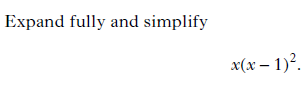 Expand fully and simplify
x(x – 1)².